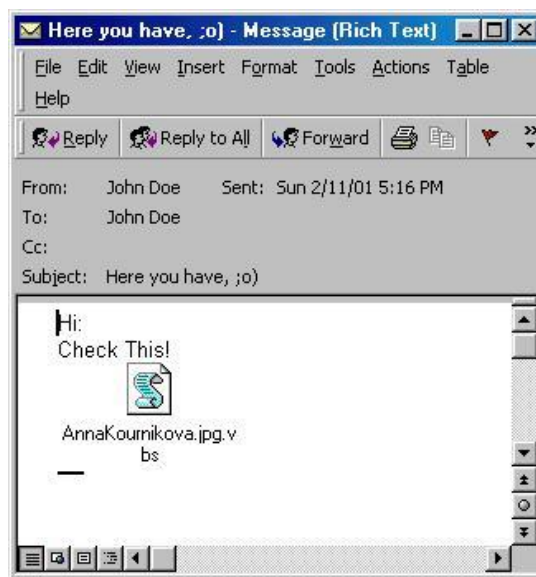 Here you have, ;o) - Message (Rich Text)
File Edit View Insert Format Tools Actions Table
Help
Reply Reply to All Forward
From: John Doe Sent: Sun 2/11/01 5:16 PM
To: John Doe
Cc:
Subject: Here you have, ;o)
Hi:
Check This!
AnnaKournikova.jpg.v
bs